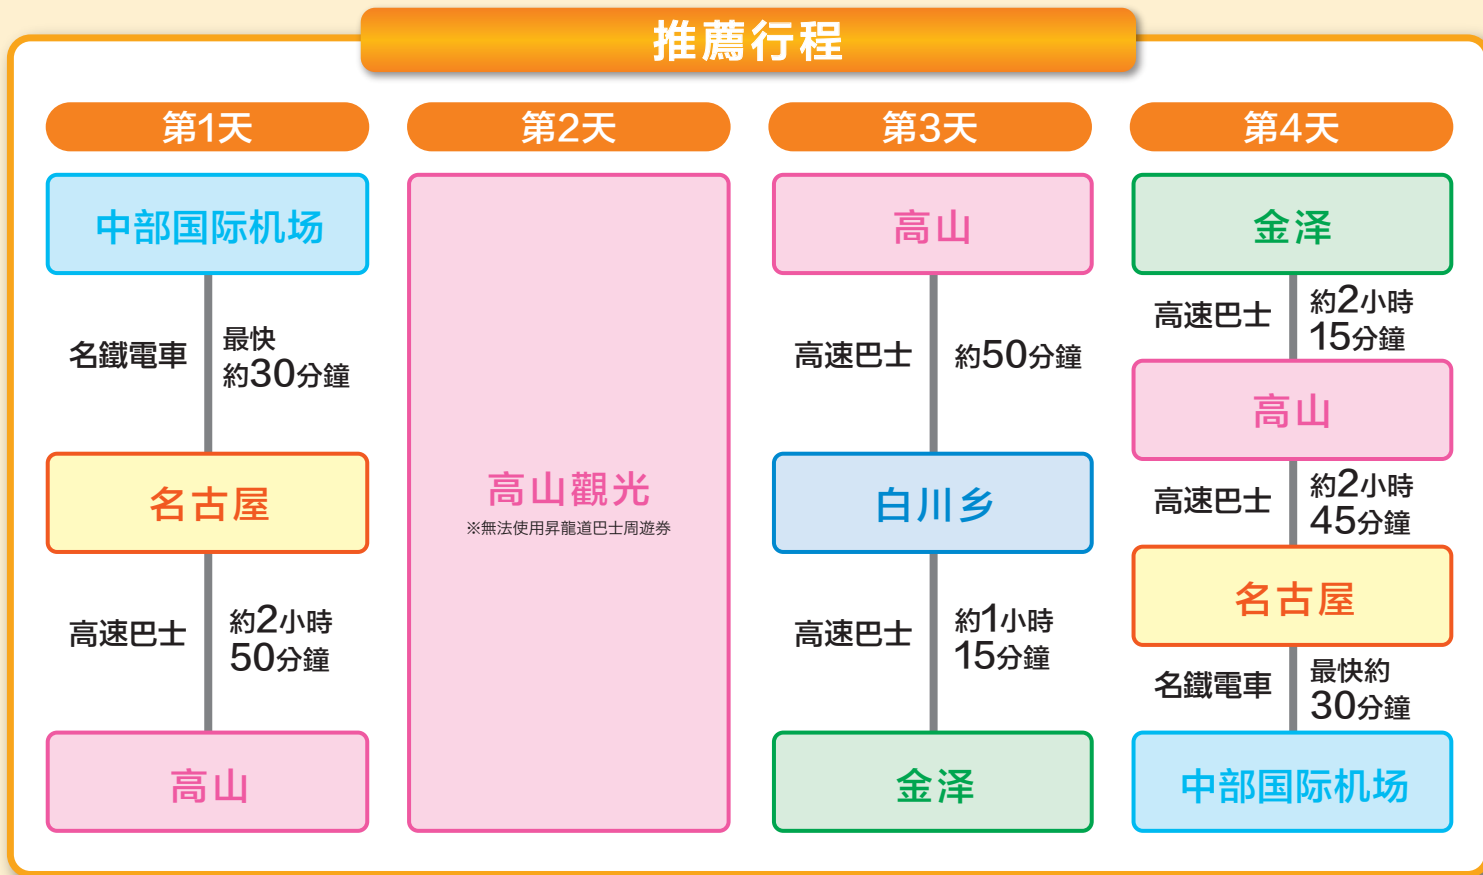 推薦行程
第1天
中部国际机场
名鐵電車
最快
約30分鐘
名古屋
高速巴士
約2小時
50分鐘
高山
第2天
高山觀光
※無法使用昇龍道巴士周遊券
第3天
高山
高速巴士
約50分鐘
白川乡
高速巴士
約1小時
15分鐘
金泽
第4天
金泽
高速巴士
約2小時
15分鐘
高山
高速巴士
約2小時
45分鐘
名古屋
名鐵電車
最快約
30分鐘
中部国际机场